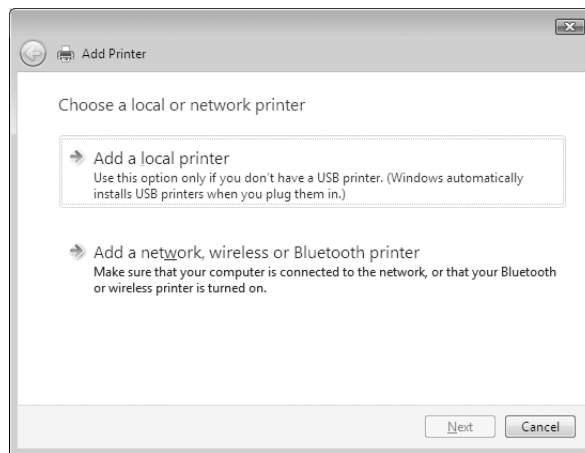 Add Printer
Choose a local or network printer
Add a local printer
Use this option only if you don't have a USB printer. (Windows automatically
installs USB printers when you plug them in.)
Add a network, wireless or Bluetooth printer
Make sure that your computer is connected to the network, or that your Bluetooth
or wireless printer is turned on.
Next
Cancel